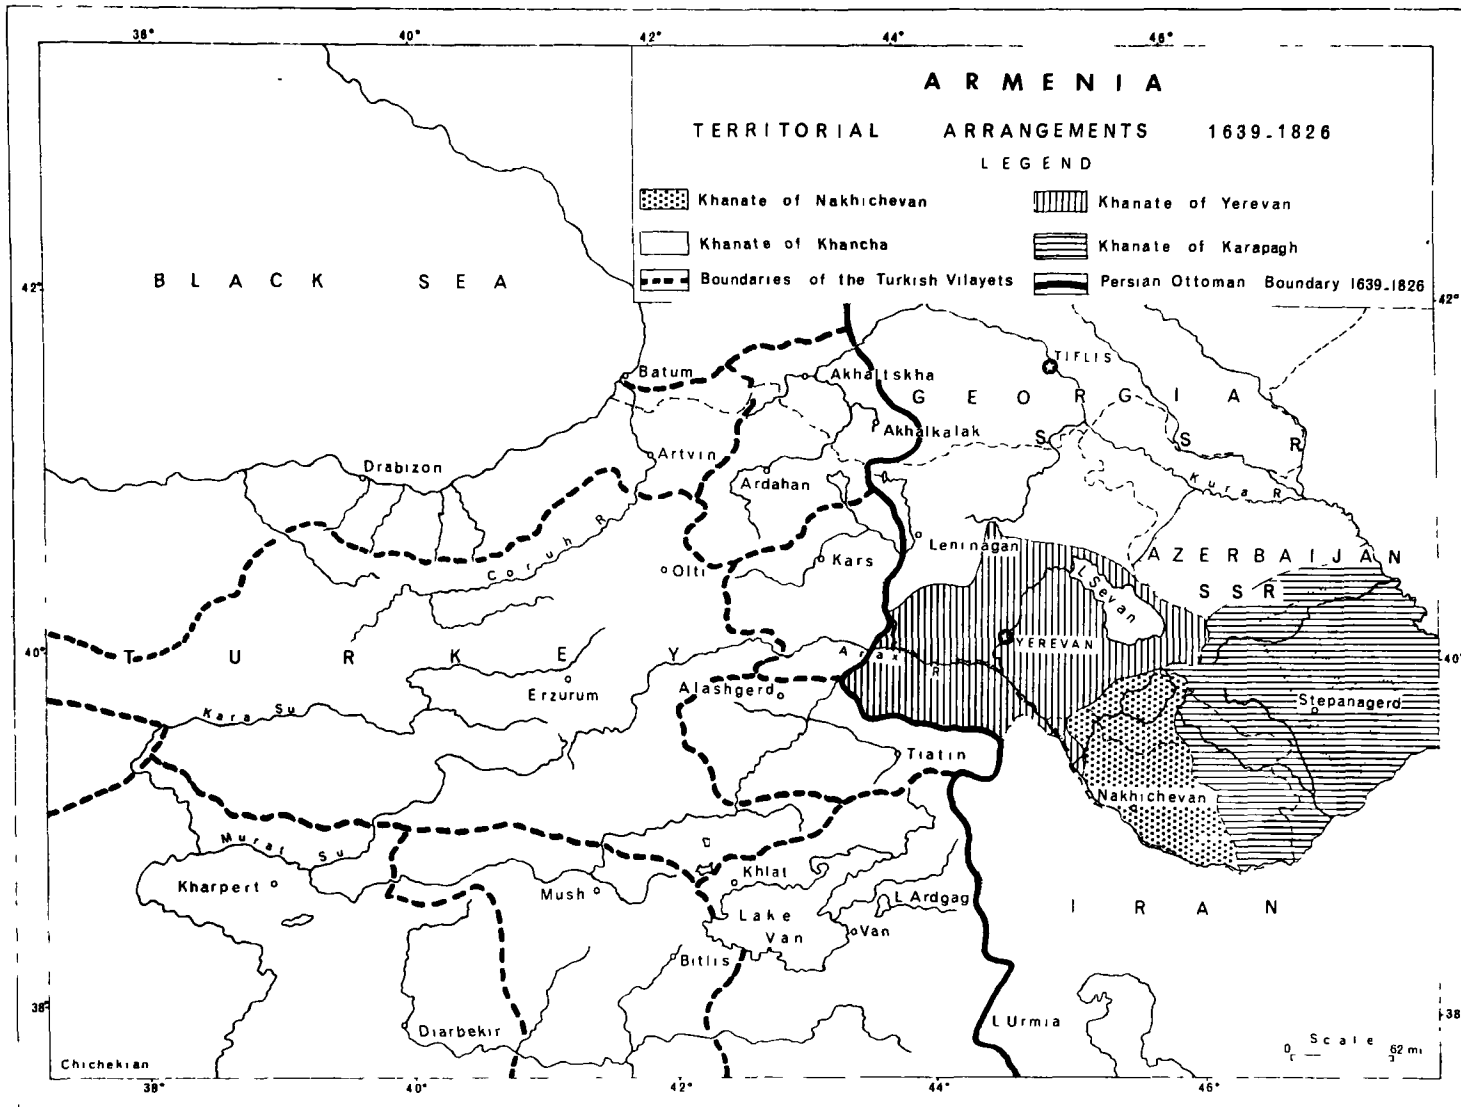 38° 40° 42° 44° 46°
ARMENIA
TERRITORIAL ARRANGEMENTS 1639-1826
LEGEND
Khanate of Nakhichevan
Khanate of Yerevan
Khanate of Khancha
Khanate of Karapagh
Boundaries of the Turkish Vilayets
Persian Ottoman Boundary 1639-1826
BLACK SEA
42°
42°
TIFLIS
Batum
Akhaltskha
GEORGIA
Akhalkalak
SSR
Artvin
Drabizon
Ardahan
Kura R
Coruh R
Leninagan
AZERBAIJAN
Kars
Olti
SSR
L Sevan
YEREVAN
40°
40°
TURKEY
Arax R
Erzurum
Alashgerd
Stepanagerd
Kara Su
Tiatin
Nakhichevan
Murat Su
Kharpert
Mush
Khlat
L Ardgag
IRAN
Lake
Van
Van
Bitlis
38°
38°
L Urmia
Diarbekir
Scale
0 62 mi
Chichekian
38° 40° 42° 44° 46°